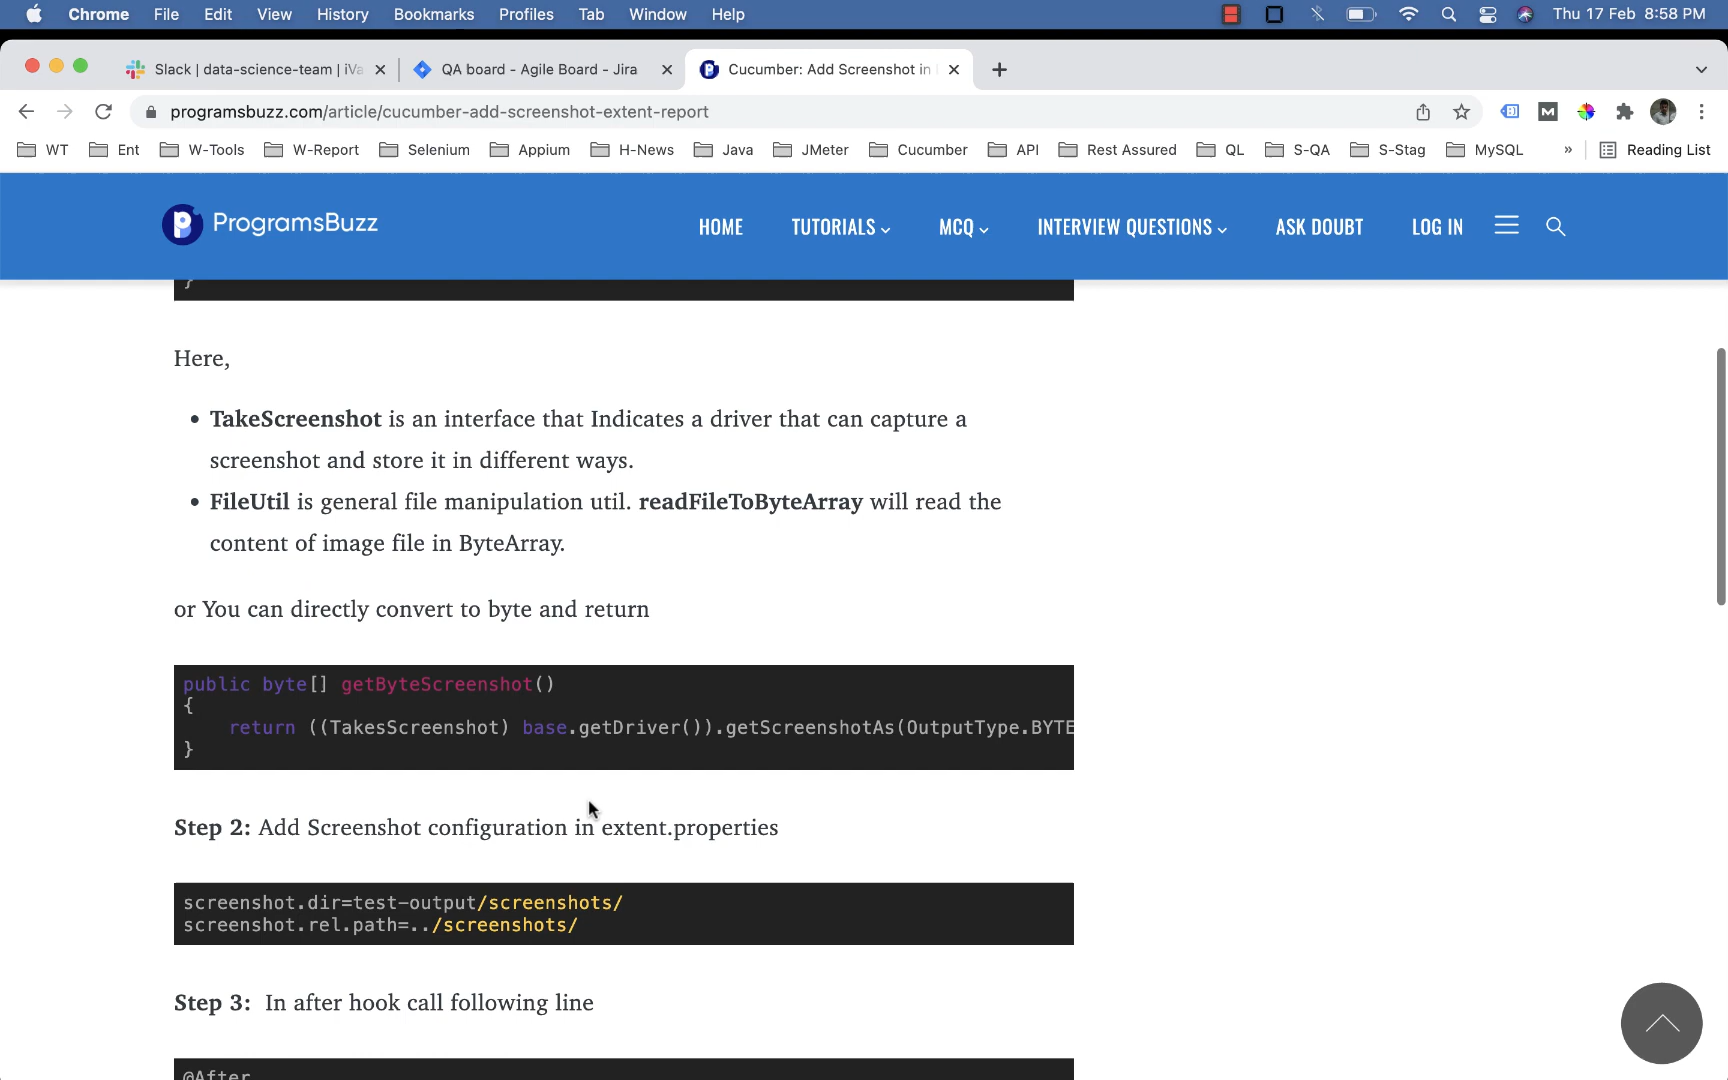 Chrome File Edit View History Bookmarks Profiles Tab Window Help Thu 17 Feb 8:58 PM
Slack | data-science-team | iVa QA board - Agile Board - Jira Cucumber: Add Screenshot in
programsbuzz.com/article/cucumber-add-screenshot-extent-report
WT Ent W-Tools W-Report Selenium Appium H-News Java JMeter Cucumber API Rest Assured QL S-QA S-Stag MySQL » Reading List
ProgramsBuzz HOME TUTORIALS MCQ INTERVIEW QUESTIONS ASK DOUBT LOG IN
}
Here,
• TakeScreenshot is an interface that Indicates a driver that can capture a
screenshot and store it in different ways.
• FileUtil is general file manipulation util. readFileToByteArray will read the
content of image file in ByteArray.
or You can directly convert to byte and return
public byte[] getByteScreenshot()
{
return ((TakesScreenshot) base.getDriver()).getScreenshotAs(OutputType.BYTE
}
Step 2: Add Screenshot configuration in extent.properties
screenshot.dir=test-output/screenshots/
screenshot.rel.path=../screenshots/
Step 3: In after hook call following line
@After